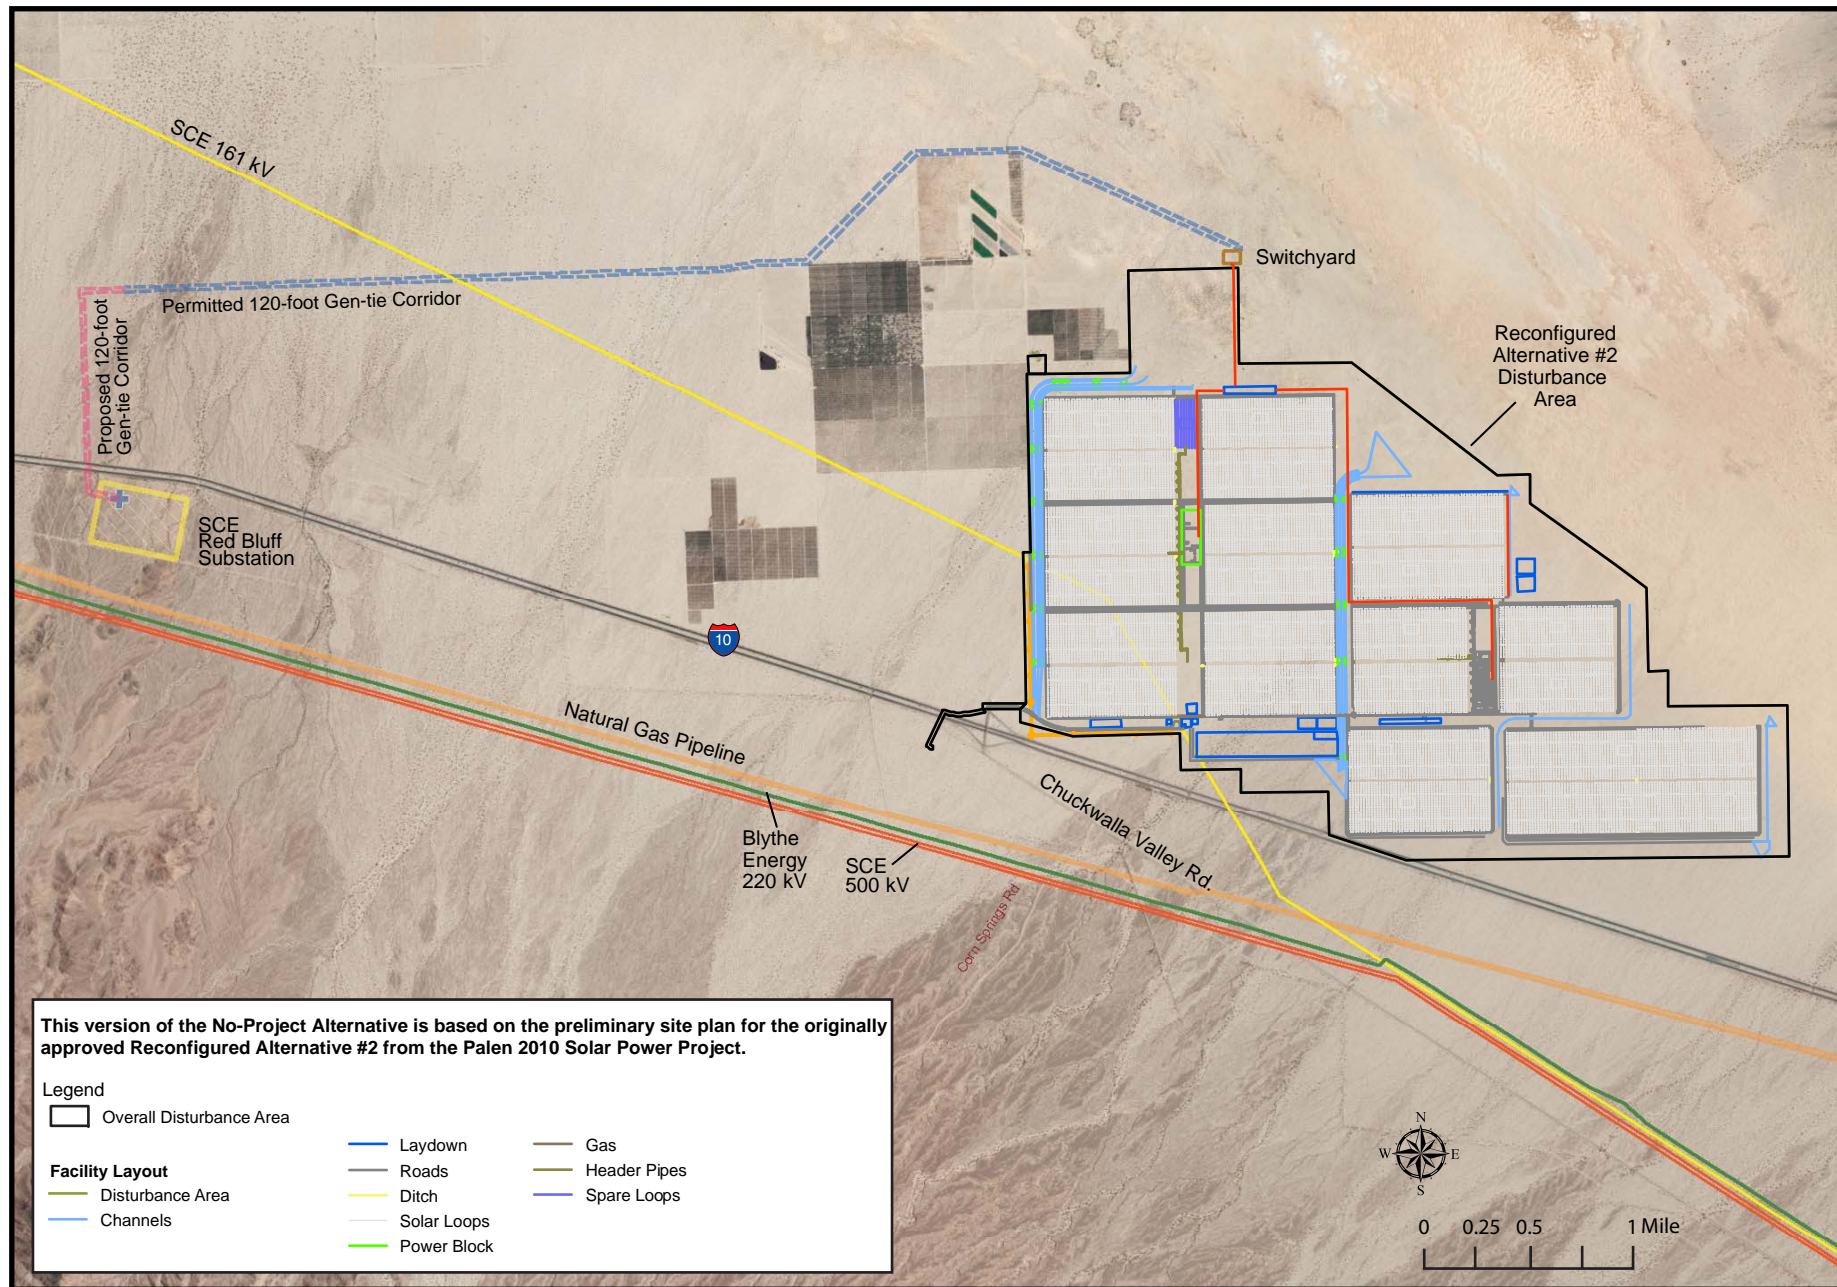 SCE 161 kV
Switchyard
Permitted 120-foot Gen-tie Corridor
Proposed 120-foot
Gen-tie Corridor
Reconfigured
Alternative #2
Disturbance
Area
SCE
Red Bluff
Substation
10
Natural Gas Pipeline
Chuckwalla Valley Rd.
Blythe
Energy
220 kV
SCE
500 kV
Corn Springs Rd
This version of the No-Project Alternative is based on the preliminary site plan for the originally
approved Reconfigured Alternative #2 from the Palen 2010 Solar Power Project.
Legend
Overall Disturbance Area
Facility Layout
Disturbance Area
Channels
Laydown
Roads
Ditch
Solar Loops
Power Block
Gas
Header Pipes
Spare Loops
N
W E
S
0 0.25 0.5 1 Mile